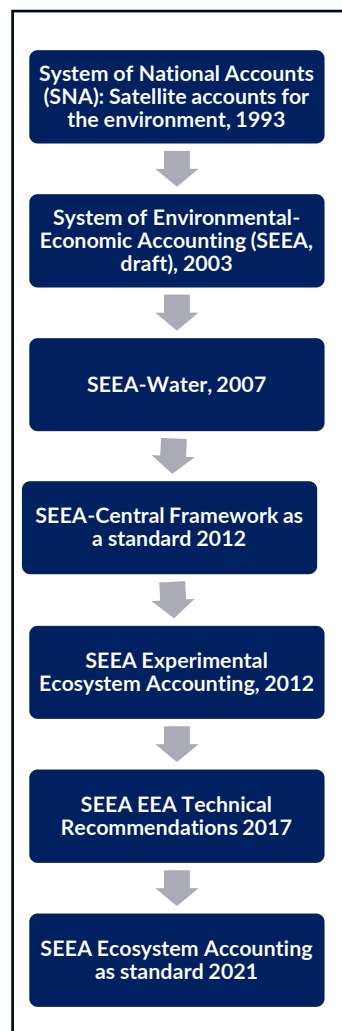 System of National Accounts
(SNA): Satellite accounts for
the environment, 1993
System of Environmental-
Economic Accounting (SEEA,
draft), 2003
SEEA-Water, 2007
SEEA-Central Framework as
a standard 2012
SEEA Experimental
Ecosystem Accounting, 2012
SEEA EEA Technical
Recommendations 2017
SEEA Ecosystem Accounting
as standard 2021